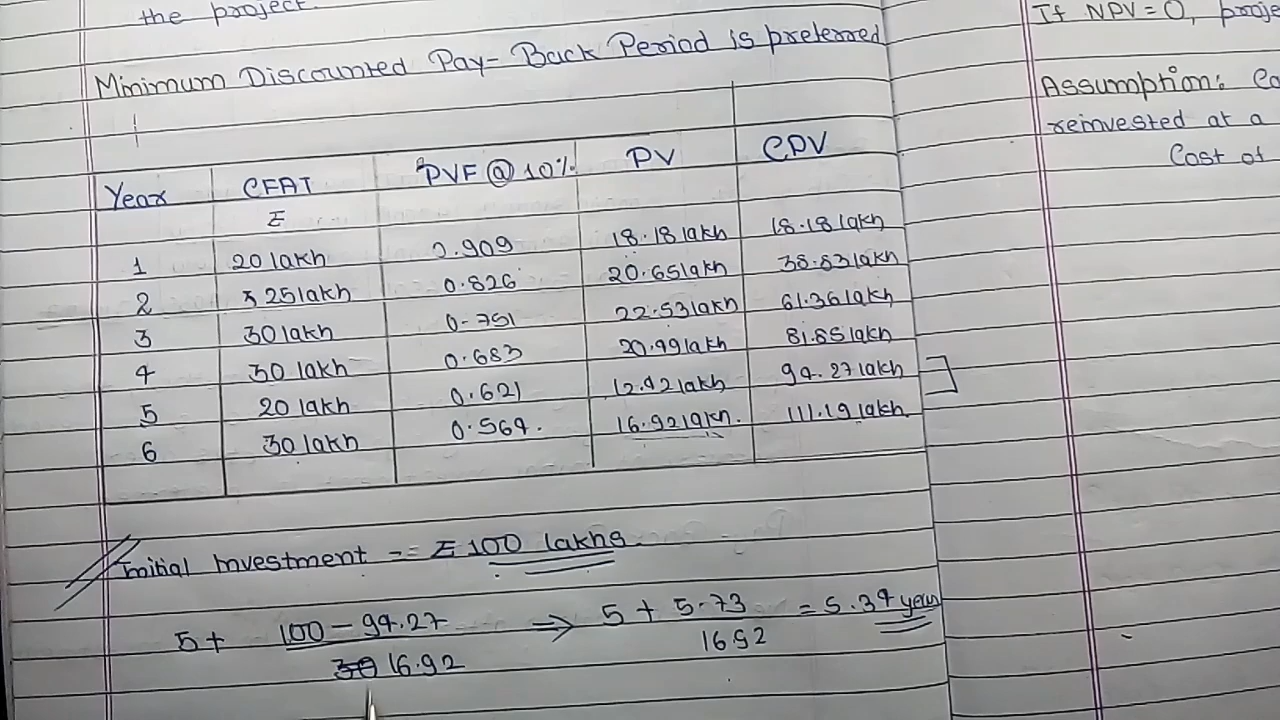 the project.
Minimum Discounted Pay-Back Period is preferred
Year CFAT PVF @ 10% PV CPV
₹
1 20 lakh 0.909 18.18 lakh 18.18 lakh
2 25 lakh 0.826 20.65 lakh 38.83 lakh
3 30 lakh 0.751 22.53 lakh 61.36 lakh
4 30 lakh 0.683 20.49 lakh 81.85 lakh
5 20 lakh 0.621 12.42 lakh 94.27 lakh
6 30 lakh 0.564. 16.92 lakh. 111.19 lakh.
Initial Investment -= ₹ 100 lakhs.
5 + 100 - 94.27 ⇒ 5 + 5.73 = 5.34 years
30 16.92 16.92
If NPV = 0, proje
Assumption: Ca
reinvested at a
Cost of